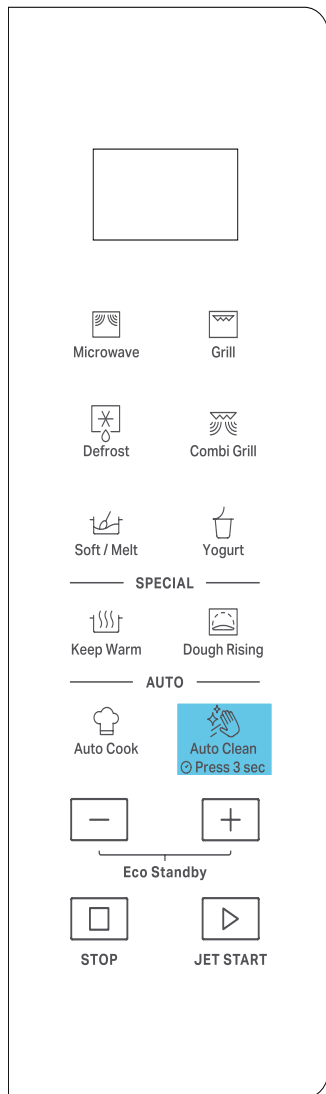 Microwave Grill
Defrost Combi Grill
Soft / Melt Yogurt
SPECIAL
Keep Warm Dough Rising
AUTO
Auto Cook Auto Clean
Press 3 sec
Eco Standby
STOP JET START